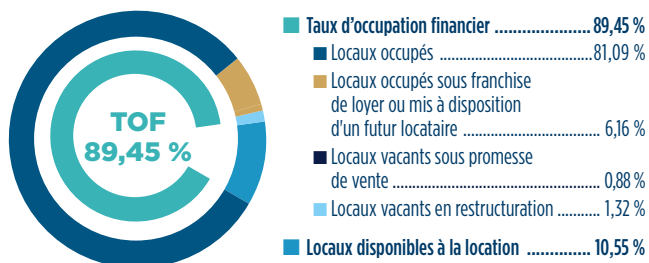 TOF
89,45 %
Taux d'occupation financier ..................... 89,45 %
Locaux occupés ..................................... 81,09 %
Locaux occupés sous franchise
de loyer ou mis à disposition
d'un futur locataire .................................. 6,16 %
Locaux vacants sous promesse
de vente ................................................... 0,88 %
Locaux vacants en restructuration ........... 1,32 %
Locaux disponibles à la location .............. 10,55 %